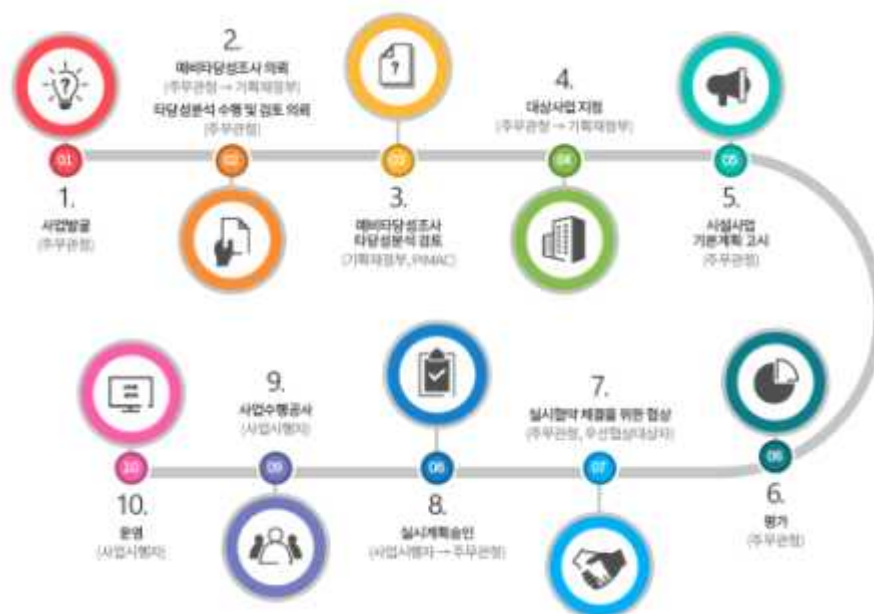 01
1.
사업발굴
(주무관청)
2.
예비타당성조사 의뢰
(주무관청 → 기획재정부)
타당성분석 수행 및 검토 의뢰
(주무관청)
02
03
3.
예비타당성조사
타당성분석 검토
(기획재정부, PIMAC)
4.
대상사업 지정
(주무관청 → 기획재정부)
04
05
5.
시설사업
기본계획 고시
(주무관청)
06
6.
평가
(주무관청)
7.
실시협약 체결을 위한 협상
(주무관청, 우선협상대상자)
07
08
8.
실시계획승인
(사업시행자 → 주무관청)
9.
사업수행공사
(사업시행자)
09
10
10.
운영
(사업시행자)